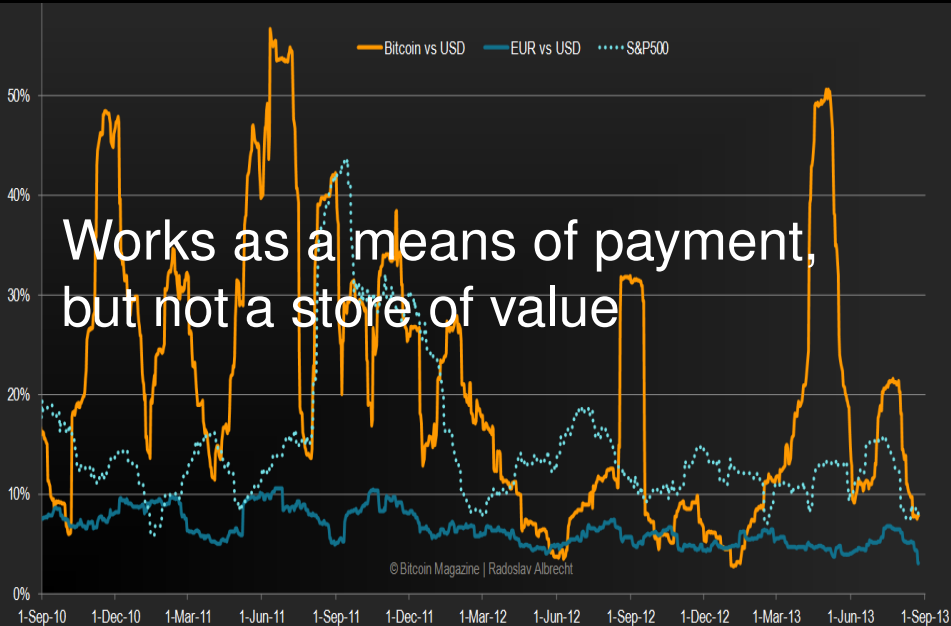 Bitcoin vs USD EUR vs USD S&P500
50%
40%
Works as a means of payment,
30%
but not a store of value
20%
10%
© Bitcoin Magazine | Radoslav Albrecht
0%
1-Sep-10 1-Dec-10 1-Mar-11 1-Jun-11 1-Sep-11 1-Dec-11 1-Mar-12 1-Jun-12 1-Sep-12 1-Dec-12 1-Mar-13 1-Jun-13 1-Sep-13